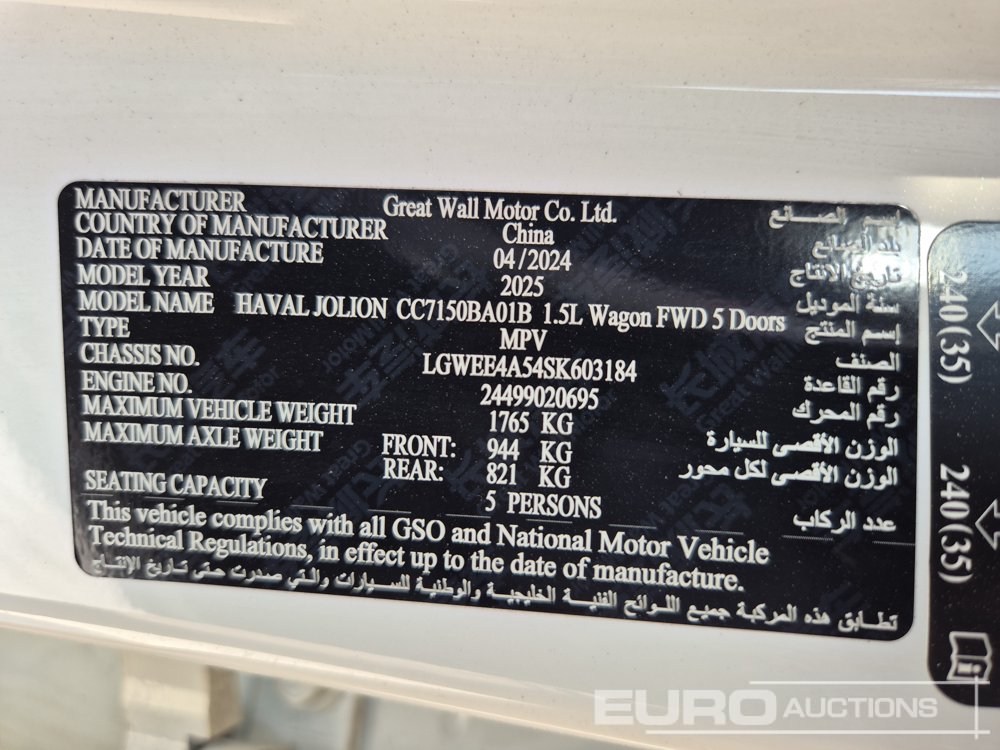 MANUFACTURER Great Wall Motor Co. Ltd. إسم الصانع
COUNTRY OF MANUFACTURER China بلد الصانع
DATE OF MANUFACTURE 04/2024 تاريخ الإنتاج
MODEL YEAR 2025 سنة الموديل
MODEL NAME HAVAL JOLION CC7150BA01B 1.5L Wagon FWD 5 Doors إسم المنتج
TYPE MPV الصنف
CHASSIS NO. LGWEE4A54SK603184 رقم القاعدة
ENGINE NO. 24499020695 رقم المحرك
MAXIMUM VEHICLE WEIGHT 1765 KG الوزن الأقصى للسيارة
MAXIMUM AXLE WEIGHT FRONT: 944 KG الوزن الأقصى لكل محور
REAR: 821 KG
SEATING CAPACITY 5 PERSONS عدد الركاب
This vehicle complies with all GSO and National Motor Vehicle
Technical Regulations, in effect up to the date of manufacture.
تطابق هذه المركبة جميع اللوائح الفنية الخليجية والوطنية للسيارات والتي صدرت حتى تاريخ الإنتاج
240(35)
240(35)
EURO AUCTIONS